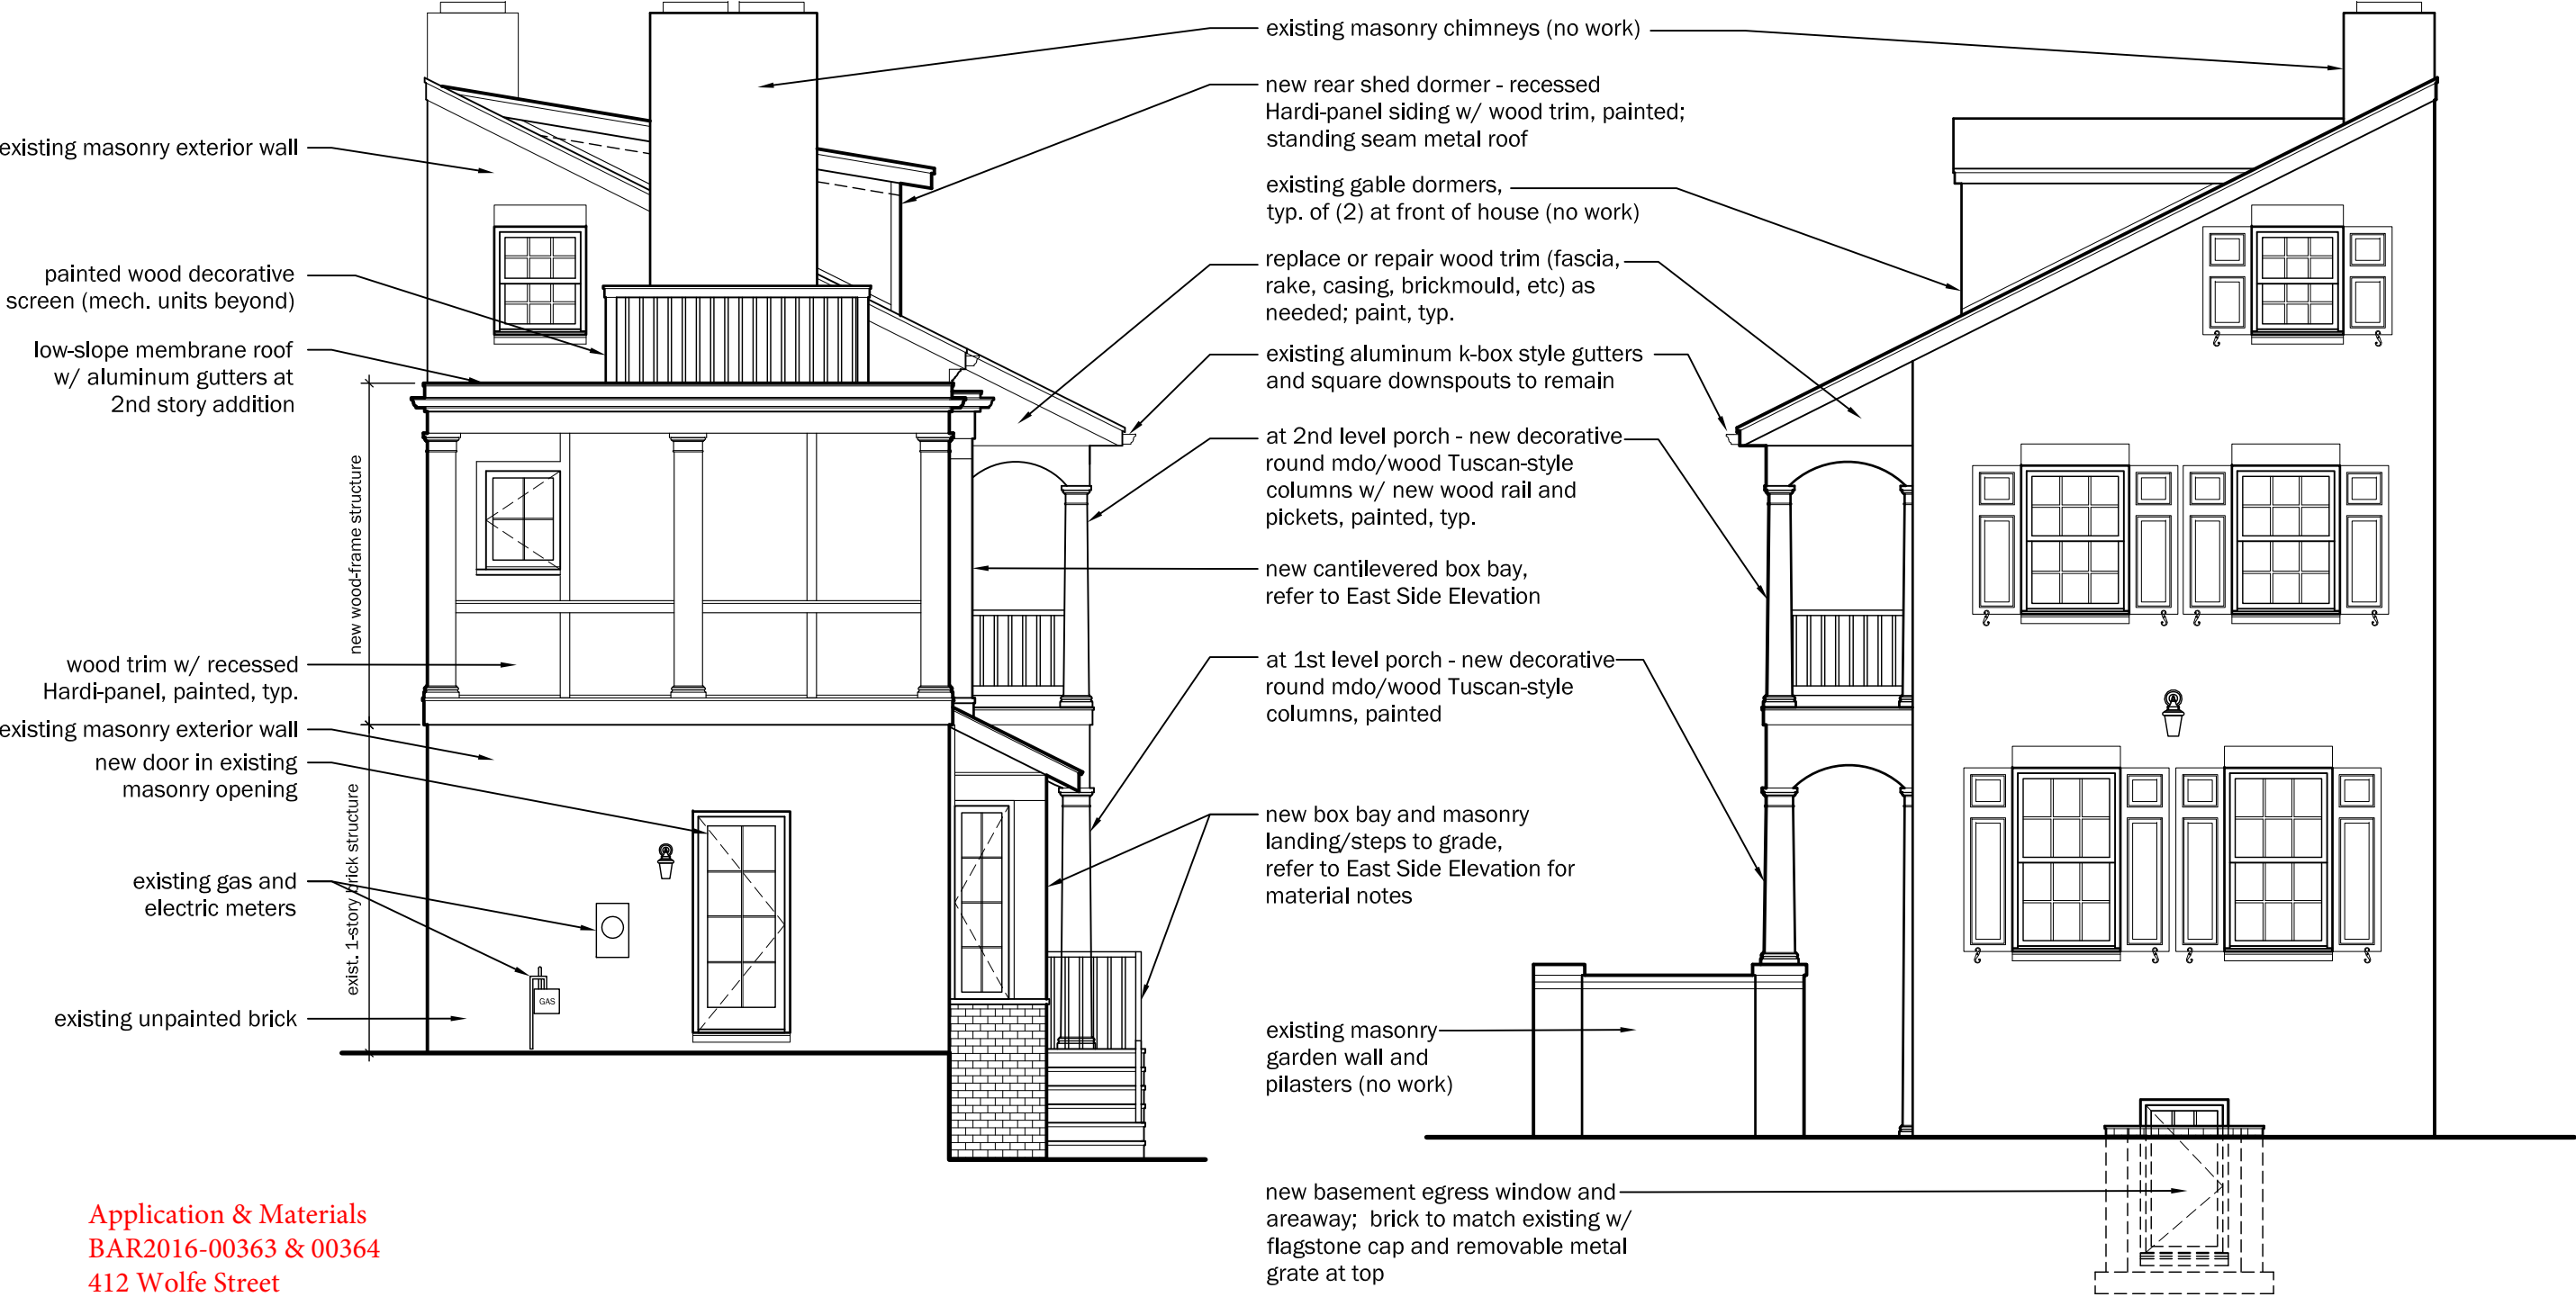 existing masonry exterior wall
painted wood decorative
screen (mech. units beyond)
low-slope membrane roof
w/ aluminum gutters at
2nd story addition
new wood-frame structure
wood trim w/ recessed
Hardi-panel, painted, typ.
existing masonry exterior wall
new door in existing
masonry opening
exist. 1-story brick structure
existing gas and
electric meters
GAS
existing unpainted brick
existing masonry chimneys (no work)
new rear shed dormer - recessed
Hardi-panel siding w/ wood trim, painted;
standing seam metal roof
existing gable dormers,
typ. of (2) at front of house (no work)
replace or repair wood trim (fascia,
rake, casing, brickmould, etc) as
needed; paint, typ.
existing aluminum k-box style gutters
and square downspouts to remain
at 2nd level porch - new decorative
round mdo/wood Tuscan-style
columns w/ new wood rail and
pickets, painted, typ.
new cantilevered box bay,
refer to East Side Elevation
at 1st level porch - new decorative
round mdo/wood Tuscan-style
columns, painted
new box bay and masonry
landing/steps to grade,
refer to East Side Elevation for
material notes
existing masonry
garden wall and
pilasters (no work)
new basement egress window and
areaway; brick to match existing w/
flagstone cap and removable metal
grate at top
Application & Materials
BAR2016-00363 & 00364
412 Wolfe Street